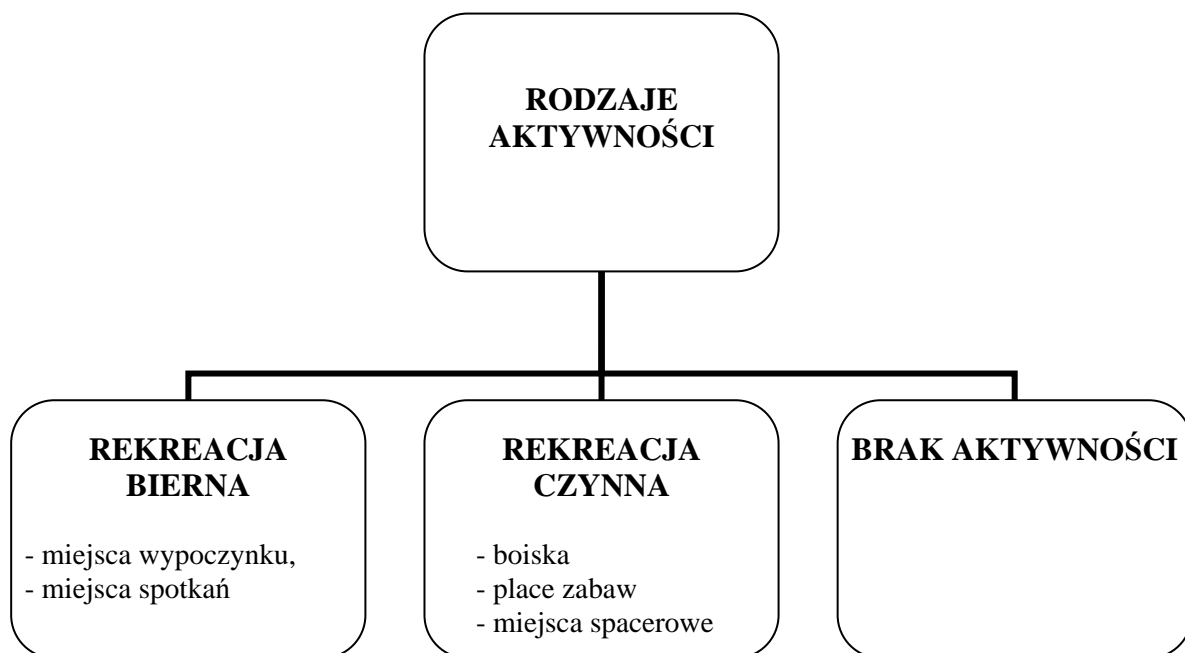 RODZAJE
AKTYWNOŚCI
REKREACJA
BIERNA
- miejsca wypoczynku,
- miejsca spotkań
REKREACJA
CZYNNA
- boiska
- place zabaw
- miejsca spacerowe
BRAK AKTYWNOŚCI